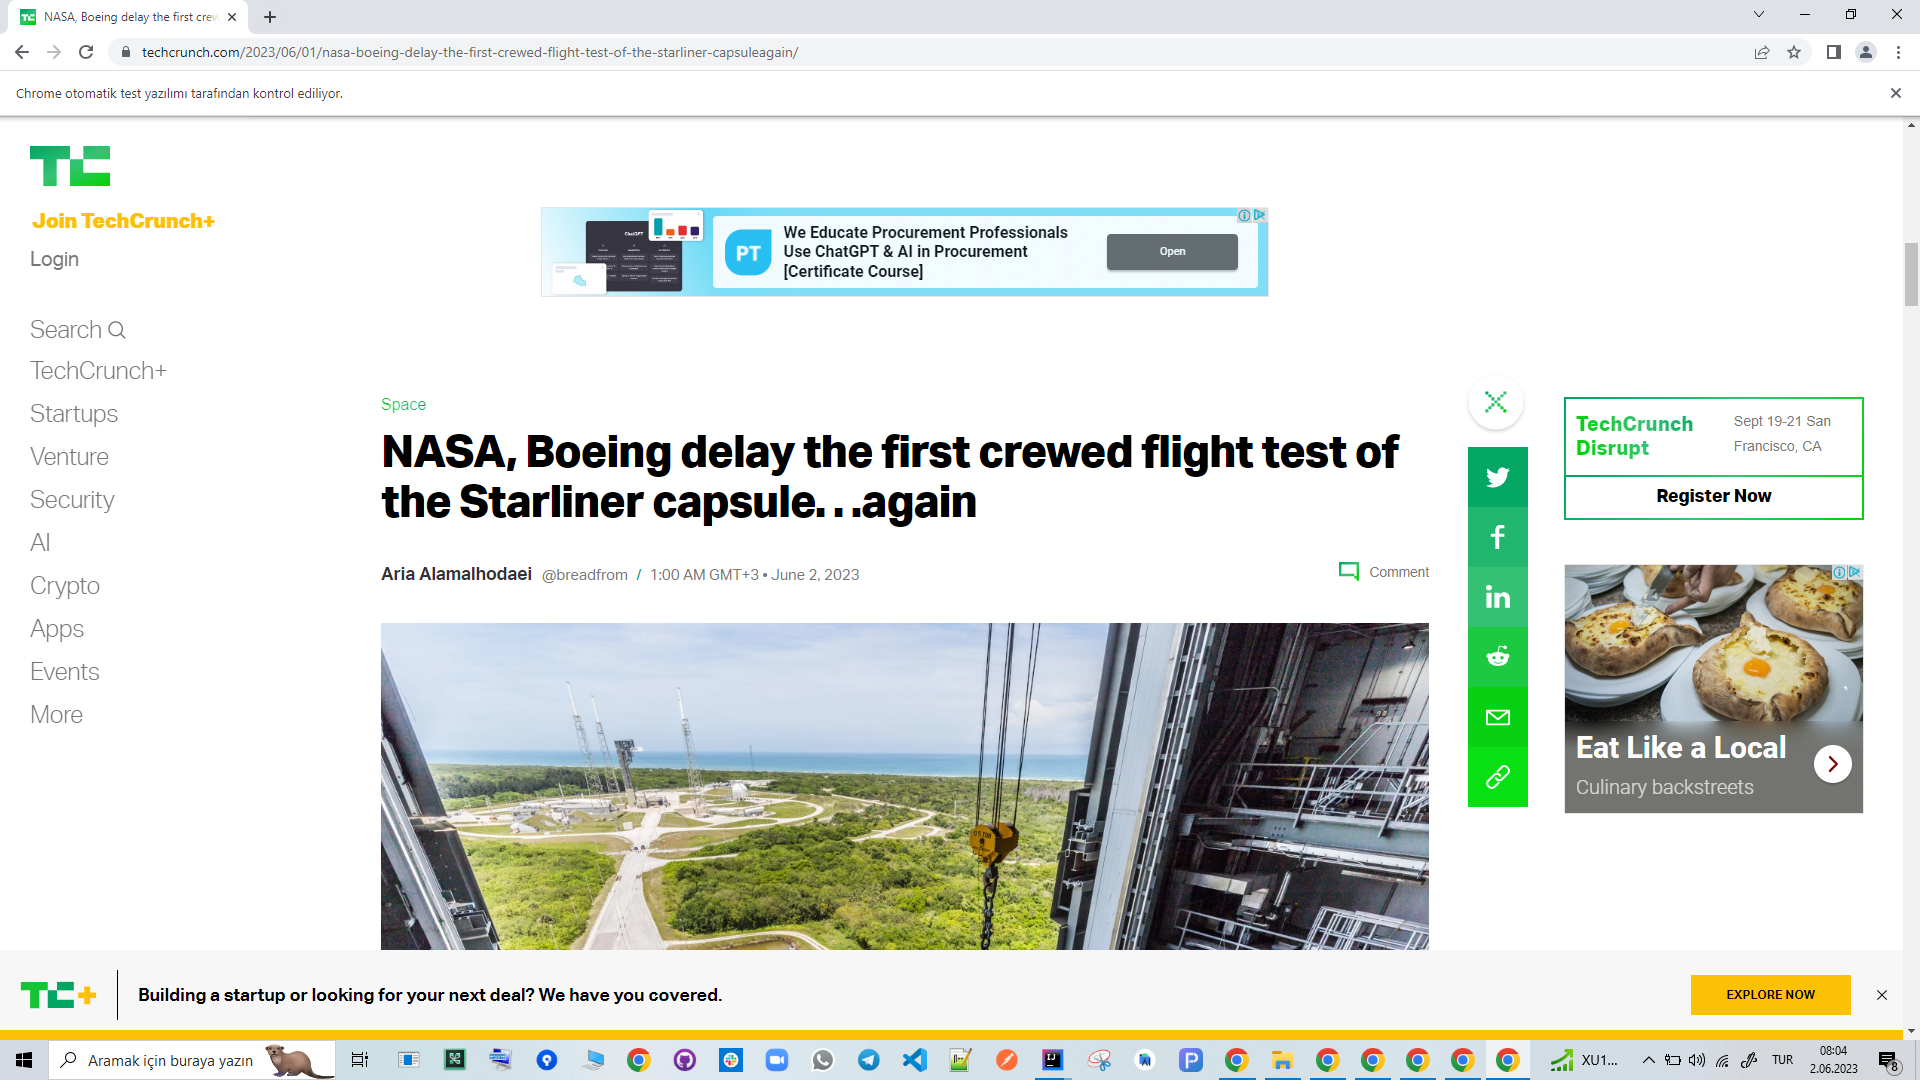 NASA, Boeing delay the first crew
techcrunch.com/2023/06/01/nasa-boeing-delay-the-first-crewed-flight-test-of-the-starliner-capsuleagain/
Chrome otomatik test yazılımı tarafından kontrol ediliyor.
TC
Join TechCrunch+
Login
Search
TechCrunch+
Startups
Venture
Security
AI
Crypto
Apps
Events
More
ChatGPT
PT
We Educate Procurement Professionals
Use ChatGPT & AI in Procurement
[Certificate Course]
Open
Space
NASA, Boeing delay the first crewed flight test of
the Starliner capsule…again
Aria Alamalhodaei @breadfrom / 1:00 AM GMT+3 • June 2, 2023
Comment
TechCrunch
Disrupt
Sept 19-21 San
Francisco, CA
Register Now
Eat Like a Local
Culinary backstreets
TC+
Building a startup or looking for your next deal? We have you covered.
EXPLORE NOW
Aramak için buraya yazın
XU1...
TUR
08:04
2.06.2023
8